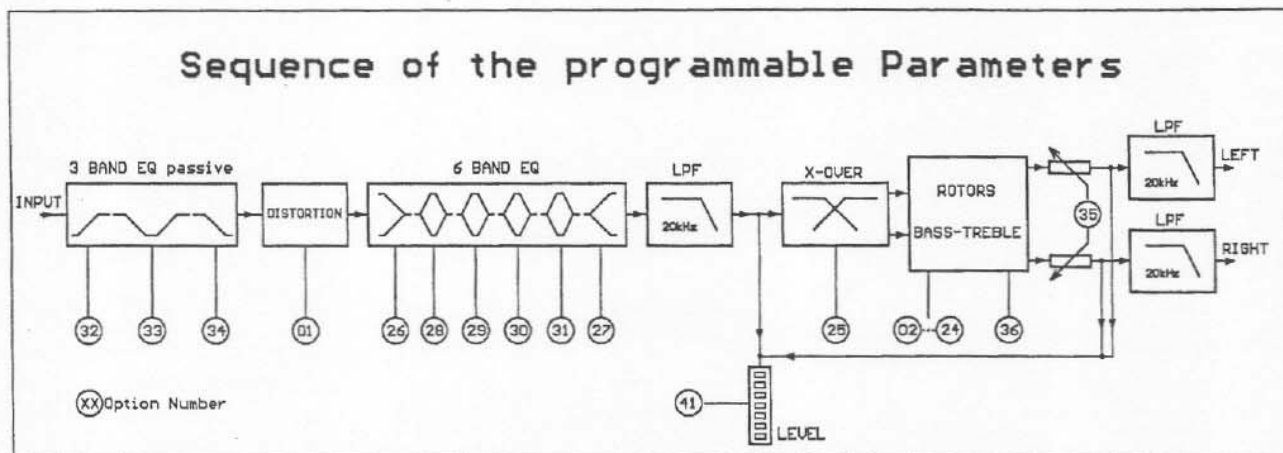 Sequence of the programmable Parameters
3 BAND EQ passive
6 BAND EQ
LPF
X-OVER
LPF
INPUT
DISTORTION
20kHz
ROTORS
BASS-TREBLE
20kHz
LEFT
35
LPF
20kHz
RIGHT
32
33
34
01
26
28
29
30
31
27
25
02
24
36
XX Option Number
41
LEVEL